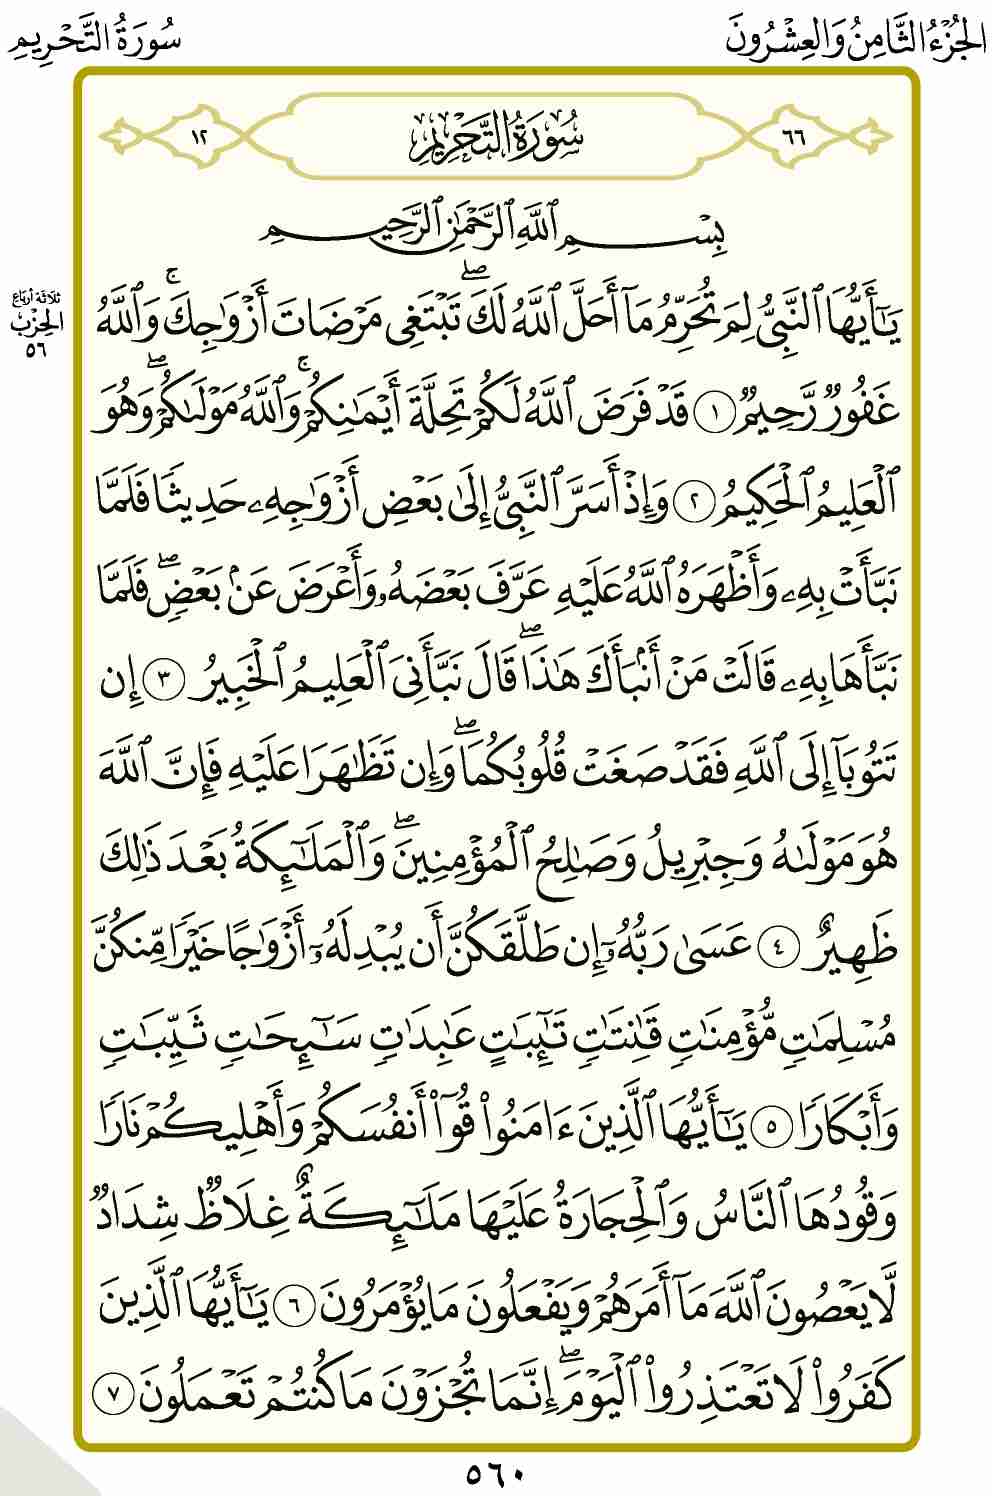 الجُزْءُ الثَّامِنُ وَالعِشْرُونَ
سُورَةُ التَّحْرِيمِ
٦٦
سُورَةُ التَّحْرِيمِ
١٢
بِسْمِ ٱللَّهِ ٱلرَّحْمَٰنِ ٱلرَّحِيمِ
يَٰٓأَيُّهَا ٱلنَّبِيُّ لِمَ تُحَرِّمُ مَآ أَحَلَّ ٱللَّهُ لَكَۖ تَبْتَغِى مَرْضَاتَ أَزْوَٰجِكَۚ وَٱللَّهُ
ثلاثة أرباع
الحِزْب
٥٦
غَفُورٌ رَّحِيمٌ ١ قَدْ فَرَضَ ٱللَّهُ لَكُمْ تَحِلَّةَ أَيْمَٰنِكُمْۚ وَٱللَّهُ مَوْلَىٰكُمْۖ وَهُوَ
ٱلْعَلِيمُ ٱلْحَكِيمُ ٢ وَإِذْ أَسَرَّ ٱلنَّبِيُّ إِلَىٰ بَعْضِ أَزْوَٰجِهِۦ حَدِيثًا فَلَمَّا
نَبَّأَتْ بِهِۦ وَأَظْهَرَهُ ٱللَّهُ عَلَيْهِ عَرَّفَ بَعْضَهُۥ وَأَعْرَضَ عَنۢ بَعْضٍۖ فَلَمَّا
نَبَّأَهَا بِهِۦ قَالَتْ مَنْ أَنۢبَأَكَ هَٰذَاۖ قَالَ نَبَّأَنِىَ ٱلْعَلِيمُ ٱلْخَبِيرُ ٣ إِن
تَتُوبَآ إِلَى ٱللَّهِ فَقَدْ صَغَتْ قُلُوبُكُمَاۖ وَإِن تَظَٰهَرَا عَلَيْهِ فَإِنَّ ٱللَّهَ
هُوَ مَوْلَىٰهُ وَجِبْرِيلُ وَصَٰلِحُ ٱلْمُؤْمِنِينَۖ وَٱلْمَلَٰٓئِكَةُ بَعْدَ ذَٰلِكَ
ظَهِيرٌ ٤ عَسَىٰ رَبُّهُۥٓ إِن طَلَّقَكُنَّ أَن يُبْدِلَهُۥٓ أَزْوَٰجًا خَيْرًا مِّنكُنَّ
مُسْلِمَٰتٍ مُّؤْمِنَٰتٍ قَٰنِتَٰتٍ تَٰٓئِبَٰتٍ عَٰبِدَٰتٍ سَٰٓئِحَٰتٍ ثَيِّبَٰتٍ
وَأَبْكَارًا ٥ يَٰٓأَيُّهَا ٱلَّذِينَ ءَامَنُوا۟ قُوٓا۟ أَنفُسَكُمْ وَأَهْلِيكُمْ نَارًا
وَقُودُهَا ٱلنَّاسُ وَٱلْحِجَارَةُ عَلَيْهَا مَلَٰٓئِكَةٌ غِلَاظٌ شِدَادٌ
لَّا يَعْصُونَ ٱللَّهَ مَآ أَمَرَهُمْ وَيَفْعَلُونَ مَا يُؤْمَرُونَ ٦ يَٰٓأَيُّهَا ٱلَّذِينَ
كَفَرُوا۟ لَا تَعْتَذِرُوا۟ ٱلْيَوْمَۖ إِنَّمَا تُجْزَوْنَ مَا كُنتُمْ تَعْمَلُونَ ٧
٥٦٠